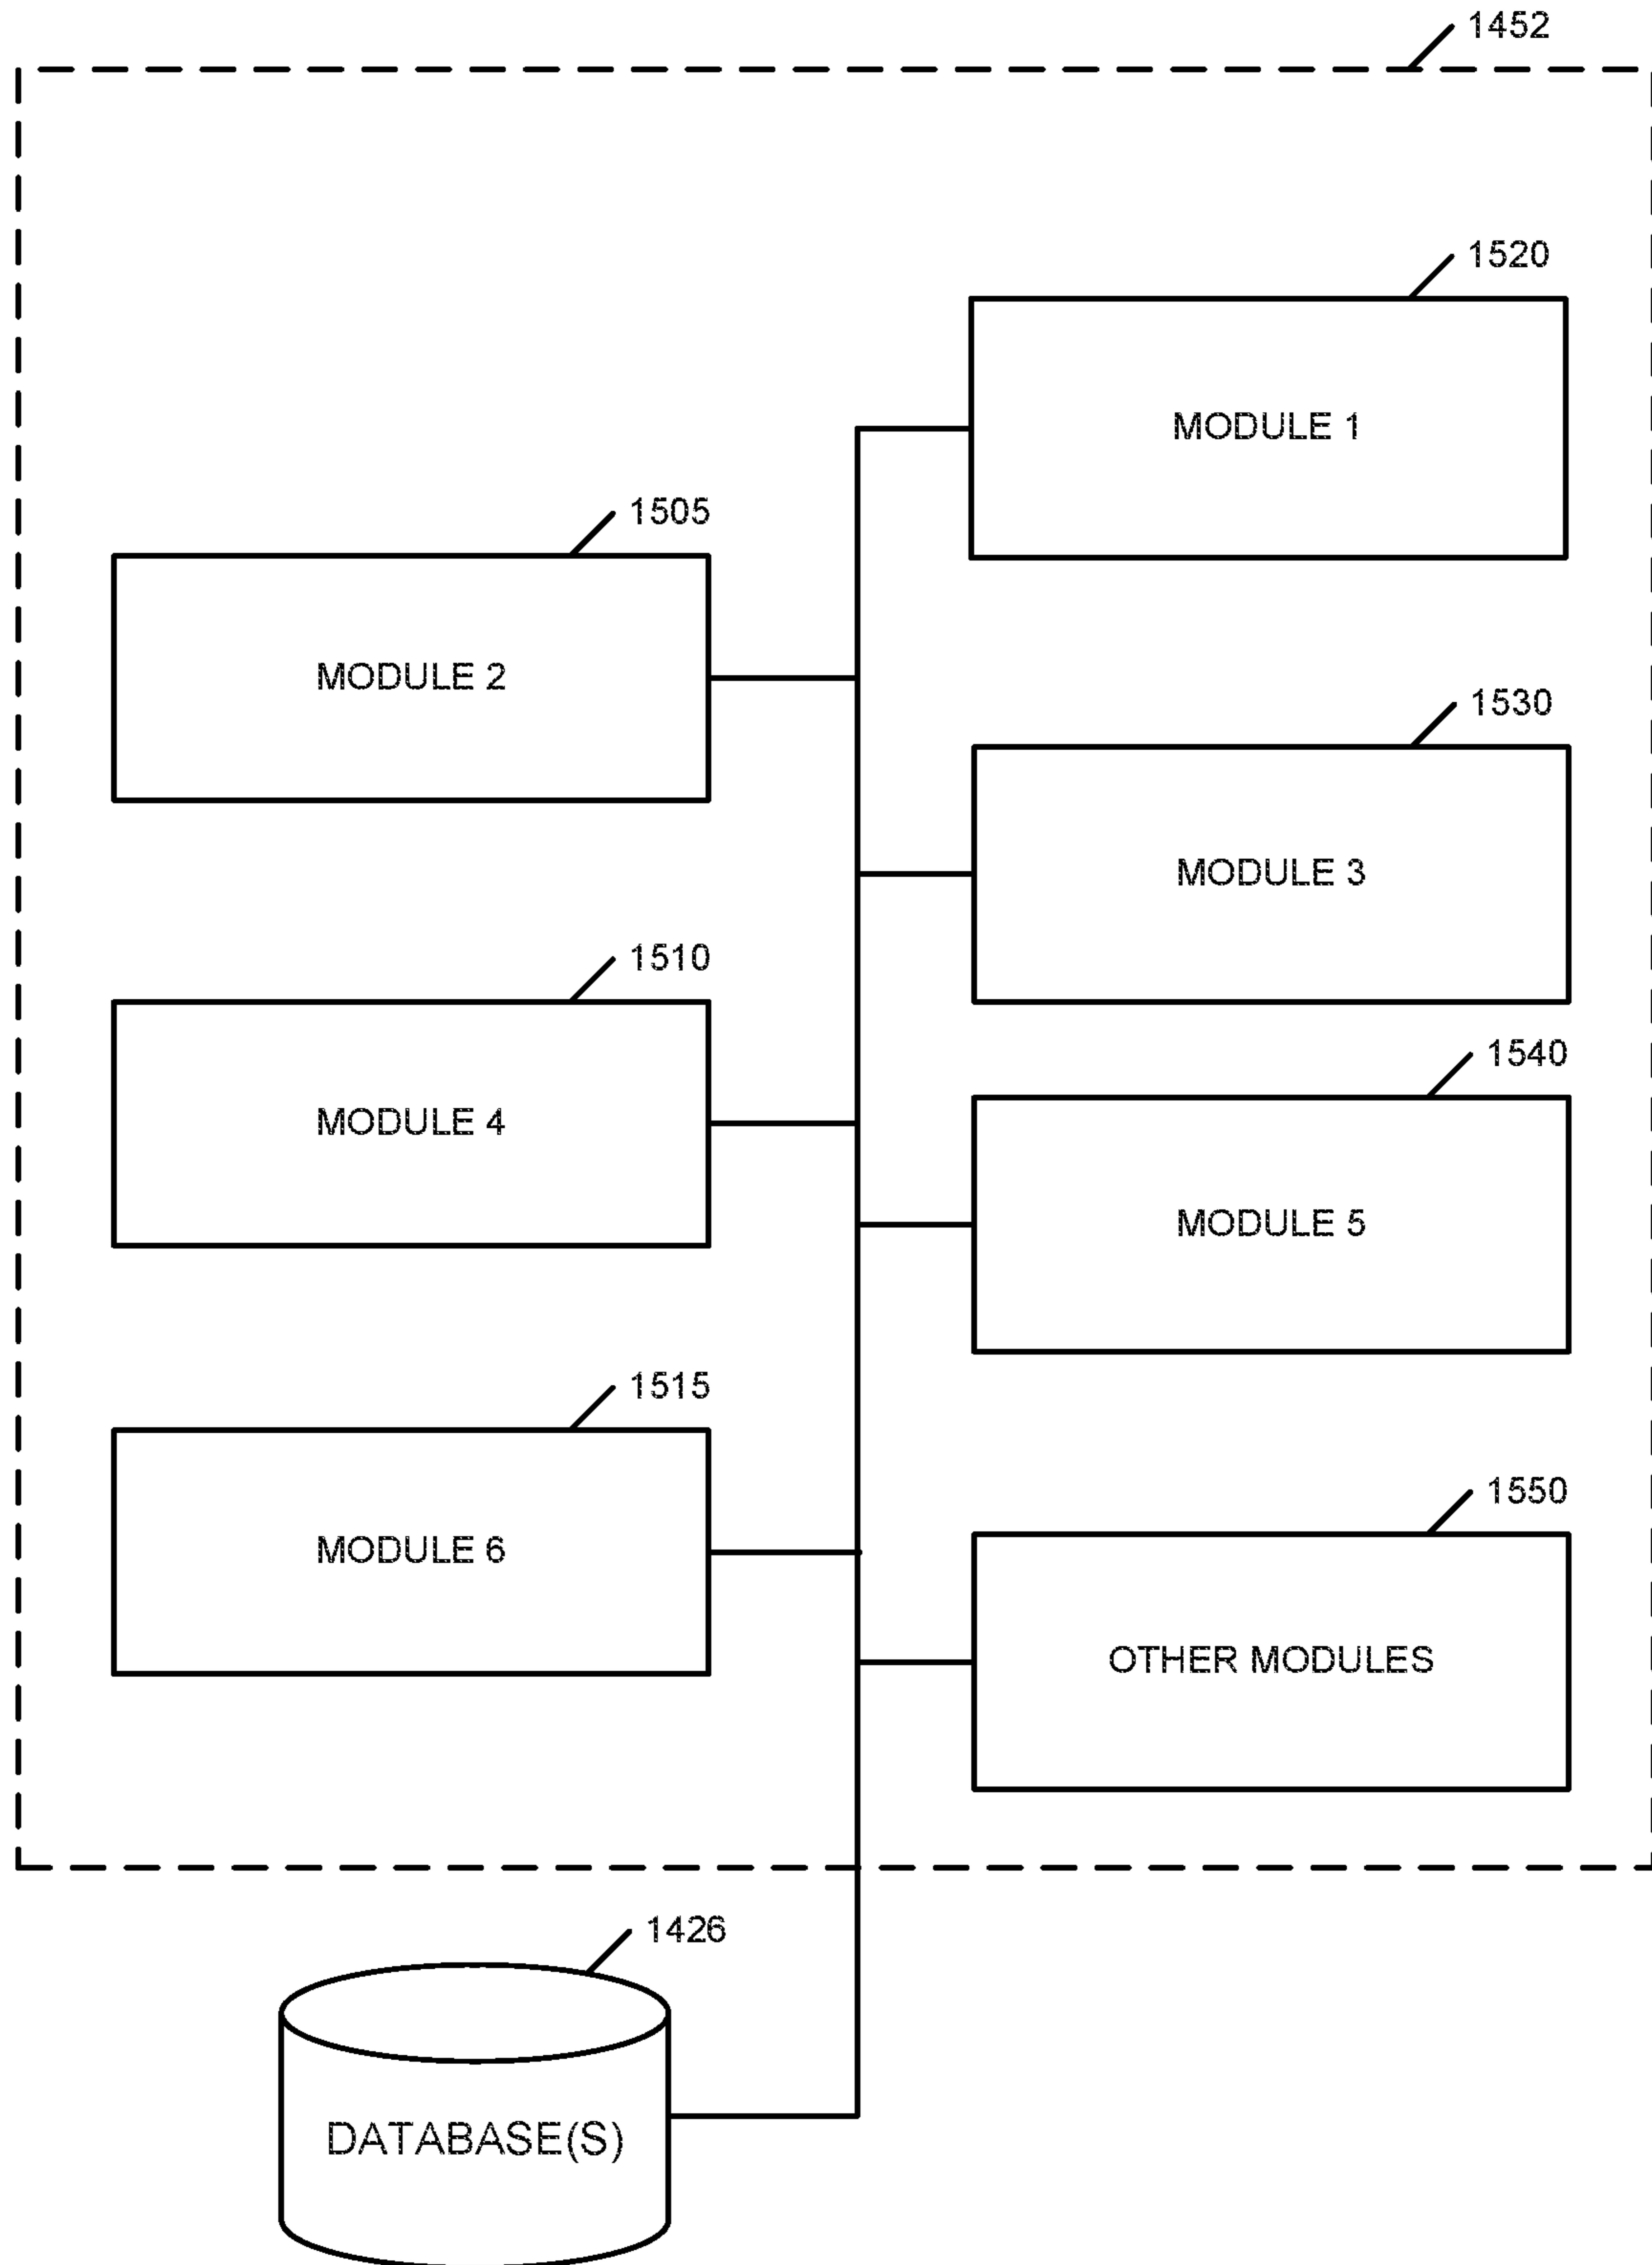 1452
1520
MODULE 1
1505
MODULE 2
1530
MODULE 3
1510
MODULE 4
1540
MODULE 5
1515
MODULE 6
1550
OTHER MODULES
1426
DATABASE(S)